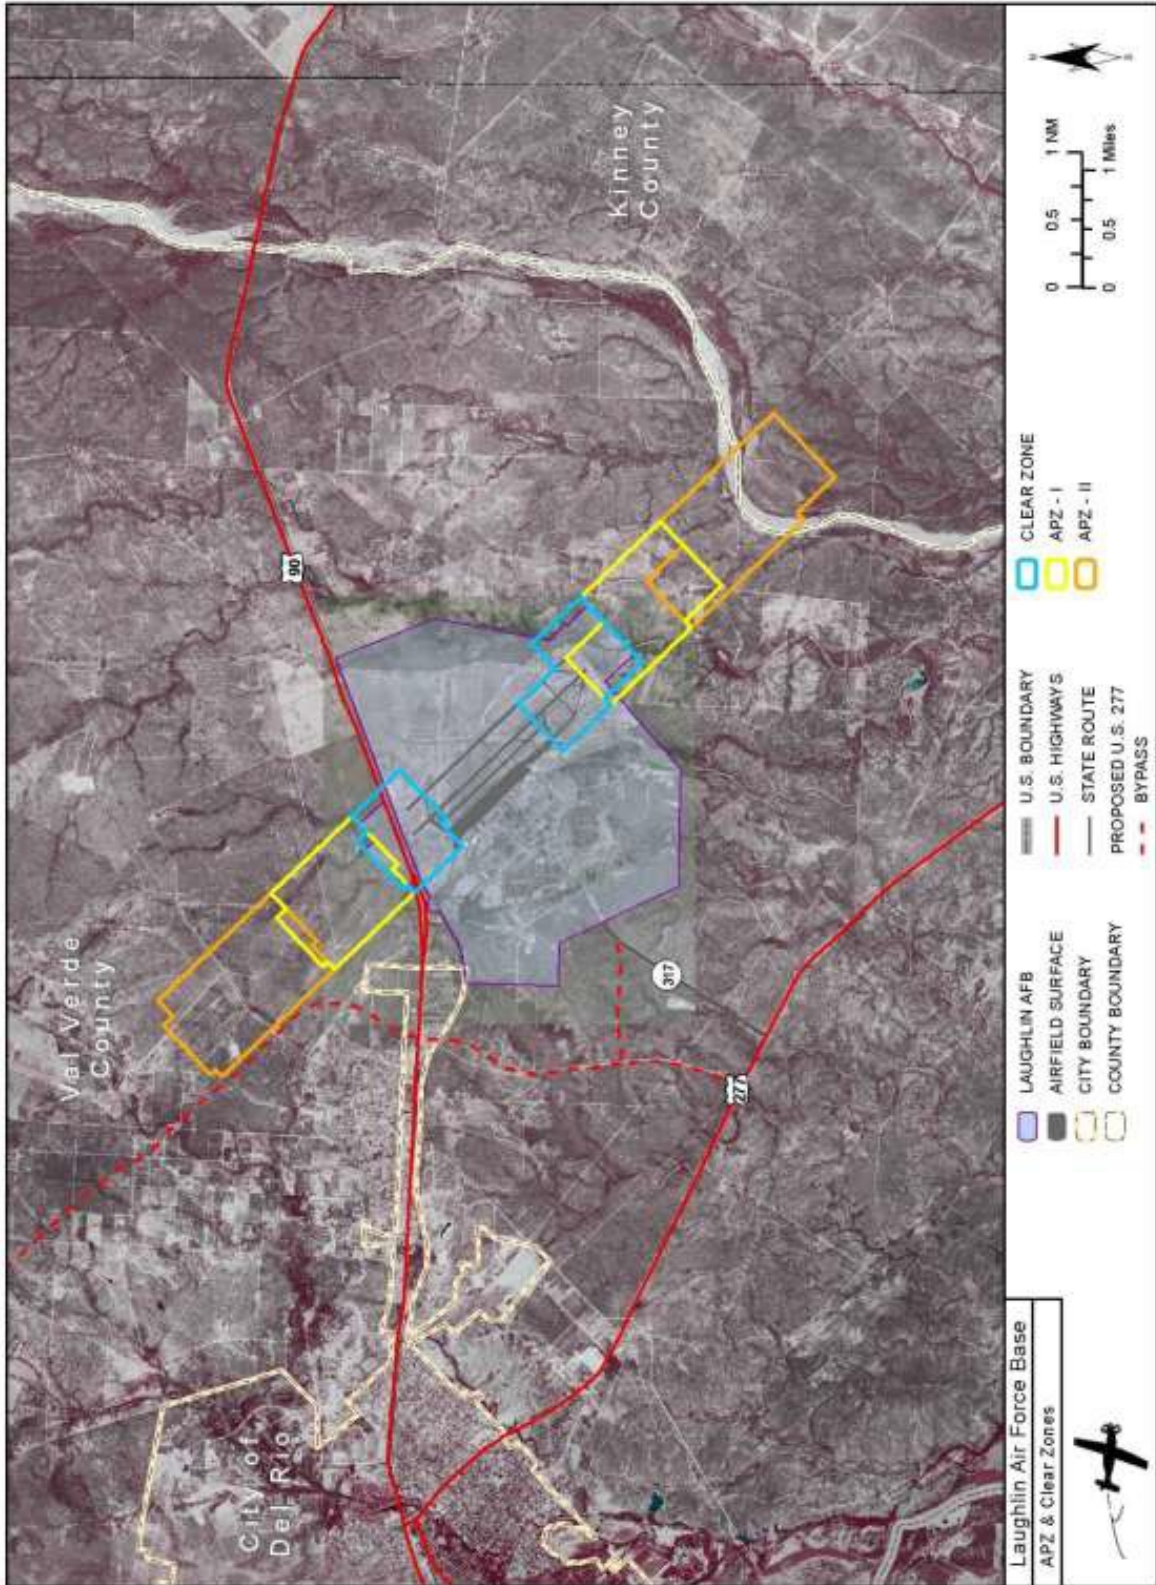 Val Verde
County
Kinney
County
City of
Del Rio
90
277
317
Laughlin Air Force Base
APZ & Clear Zones
LAUGHLIN AFB
AIRFIELD SURFACE
CITY BOUNDARY
COUNTY BOUNDARY
U.S. BOUNDARY
U.S. HIGHWAYS
STATE ROUTE
PROPOSED U.S. 277
BYPASS
CLEAR ZONE
APZ - I
APZ - II
0 0.5 1 NM
0 0.5 1 Miles